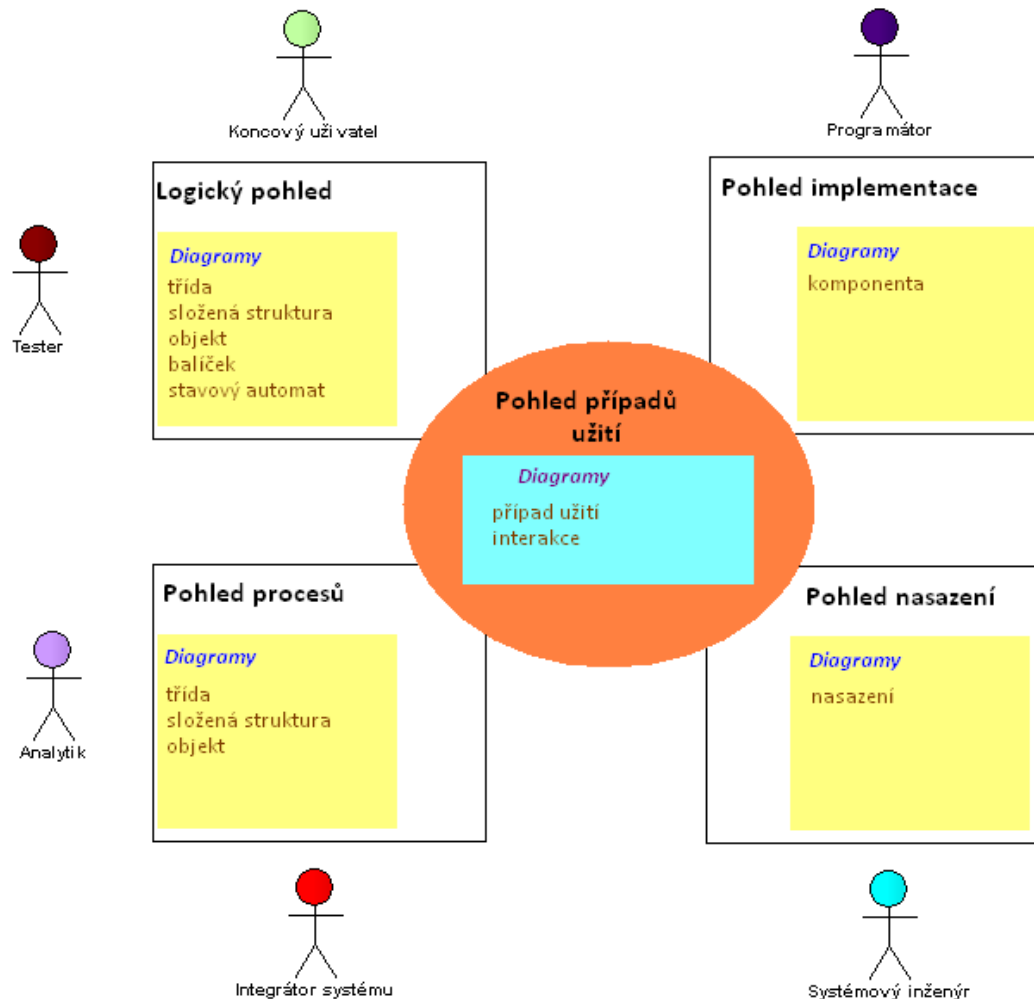 Koncový uživatel
Programátor
Logický pohled
Diagramy
třída
složená struktura
objekt
balíček
stavový automat
Pohled implementace
Diagramy
komponenta
Tester
Pohled případů
užití
Diagramy
případ užití
interakce
Pohled procesů
Diagramy
třída
složená struktura
objekt
Pohled nasazení
Diagramy
nasazení
Analytik
Integrátor systému
Systémový inženýr